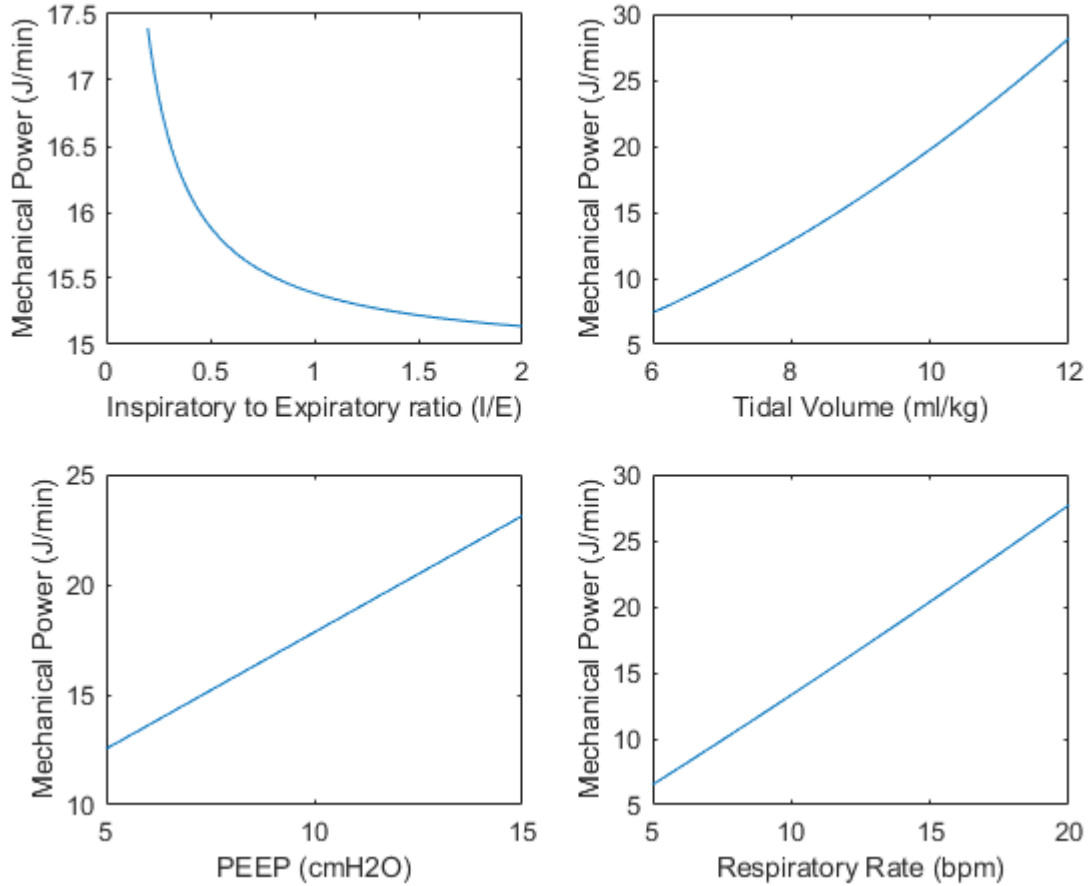 Mechanical Power (J/min)
17.5
17
16.5
16
15.5
15
0 0.5 1 1.5 2
Inspiratory to Expiratory ratio (I/E)
Mechanical Power (J/min)
30
25
20
15
10
5
6 8 10 12
Tidal Volume (ml/kg)
Mechanical Power (J/min)
25
20
15
10
5 10 15
PEEP (cmH2O)
Mechanical Power (J/min)
30
25
20
15
10
5
5 10 15 20
Respiratory Rate (bpm)